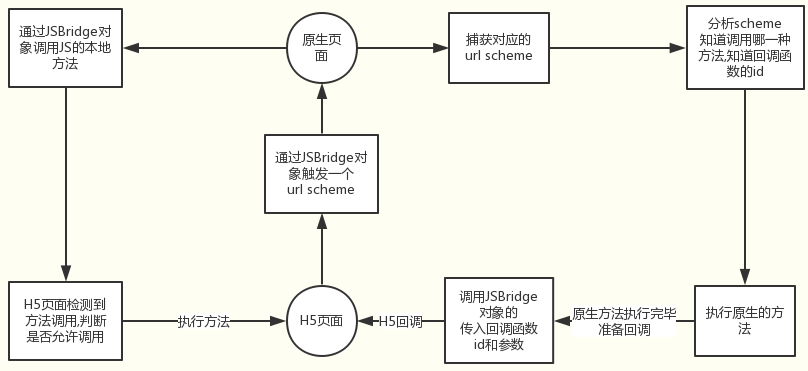 通过JSBridge对
象调用JS的本地
方法
原生页
面
捕获对应的
url scheme
分析scheme
知道调用哪一种
方法,知道回调函
数的id
通过JSBridge对
象触发一个
url scheme
H5页面检测到
方法调用,判断
是否允许调用
执行方法
H5页面
H5回调
调用JSBridge
对象的
传入回调函数
id和参数
原生方法执行完毕
准备回调
执行原生的方
法